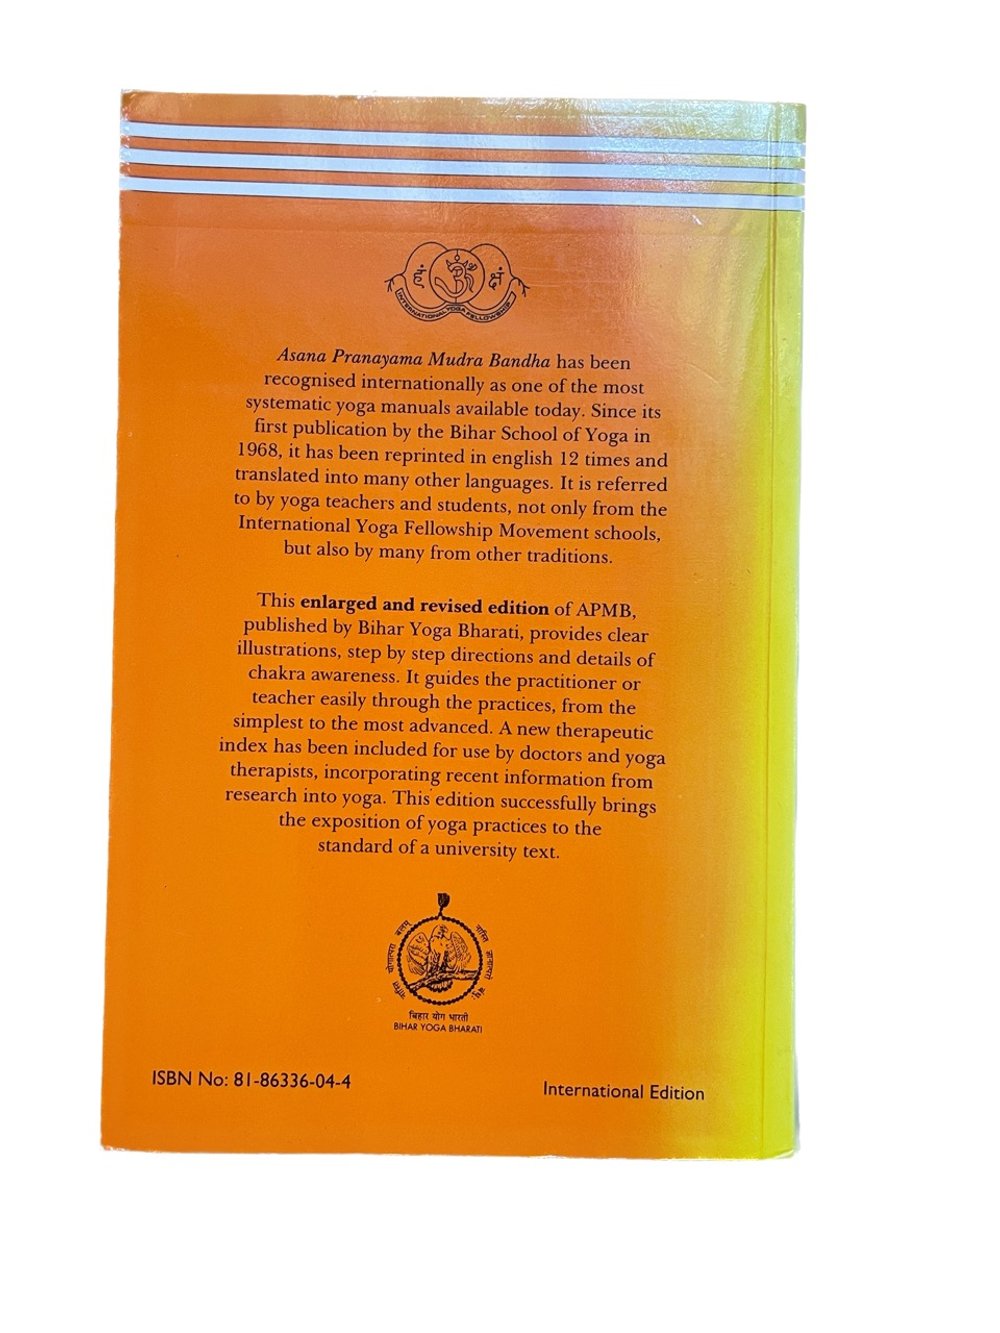 हं
ॐ
क्षं
INTERNATIONAL YOGA FELLOWSHIP
Asana Pranayama Mudra Bandha has been
recognised internationally as one of the most
systematic yoga manuals available today. Since its
first publication by the Bihar School of Yoga in
1968, it has been reprinted in english 12 times and
translated into many other languages. It is referred
to by yoga teachers and students, not only from the
International Yoga Fellowship Movement schools,
but also by many from other traditions.
This enlarged and revised edition of APMB,
published by Bihar Yoga Bharati, provides clear
illustrations, step by step directions and details of
chakra awareness. It guides the practitioner or
teacher easily through the practices, from the
simplest to the most advanced. A new therapeutic
index has been included for use by doctors and yoga
therapists, incorporating recent information from
research into yoga. This edition successfully brings
the exposition of yoga practices to the
standard of a university text.
नास्ति योगात्परं बलम्
नास्ति ज्ञानात्परो बंधुः
बिहार योग भारती
BIHAR YOGA BHARATI
ISBN No: 81-86336-04-4
International Edition